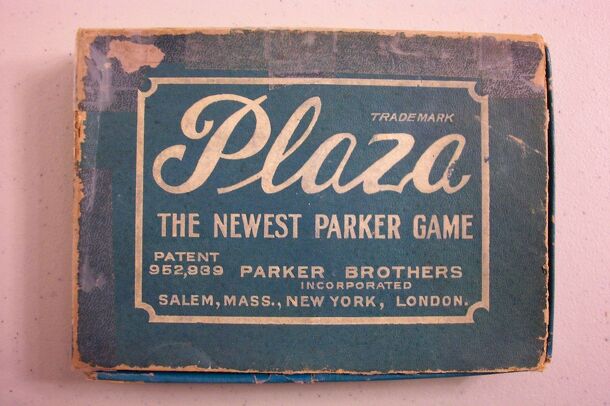 TRADEMARK
Plaza
THE NEWEST PARKER GAME
PATENT
952,939 PARKER BROTHERS
INCORPORATED
SALEM, MASS., NEW YORK, LONDON.